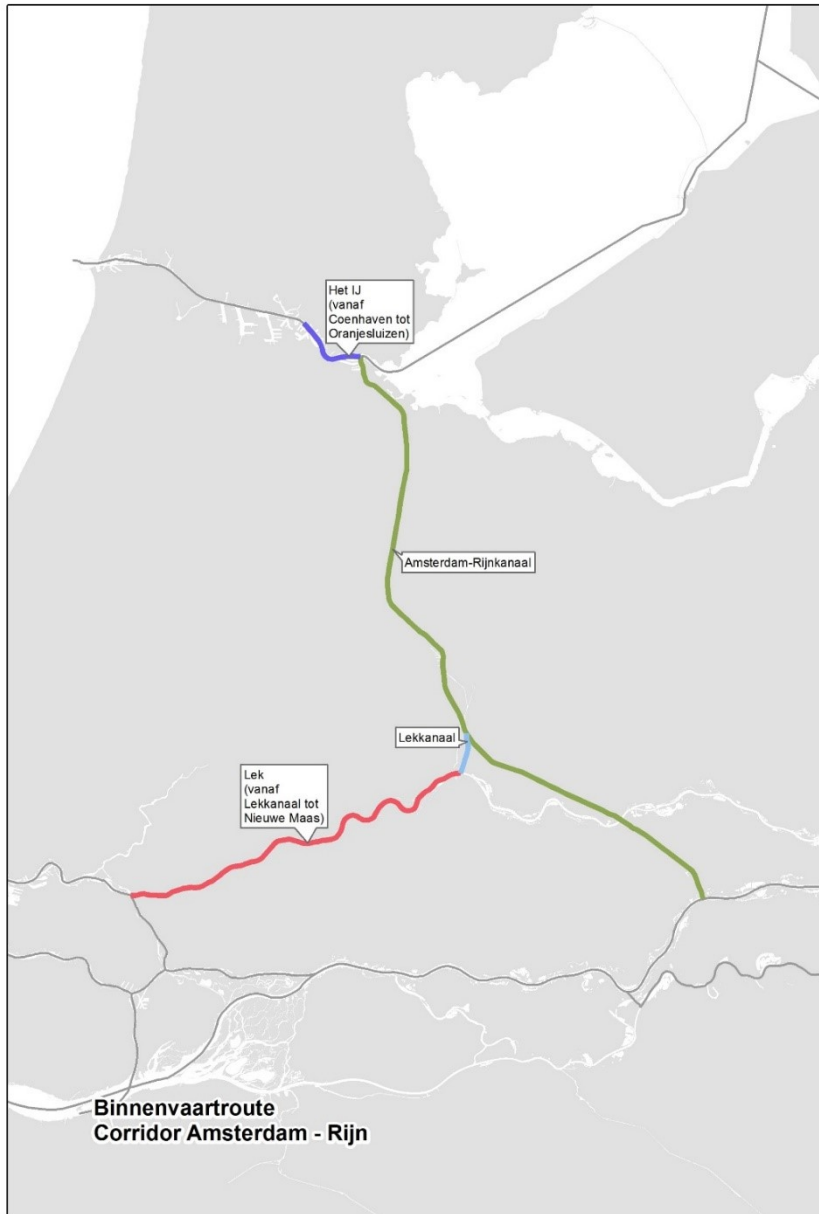 Het IJ
(vanaf
Coenhaven tot
Oranjesluizen)
Amsterdam-Rijnkanaal
Lekkanaal
Lek
(vanaf
Lekkanaal tot
Nieuwe Maas)
Binnenvaartroute
Corridor Amsterdam - Rijn